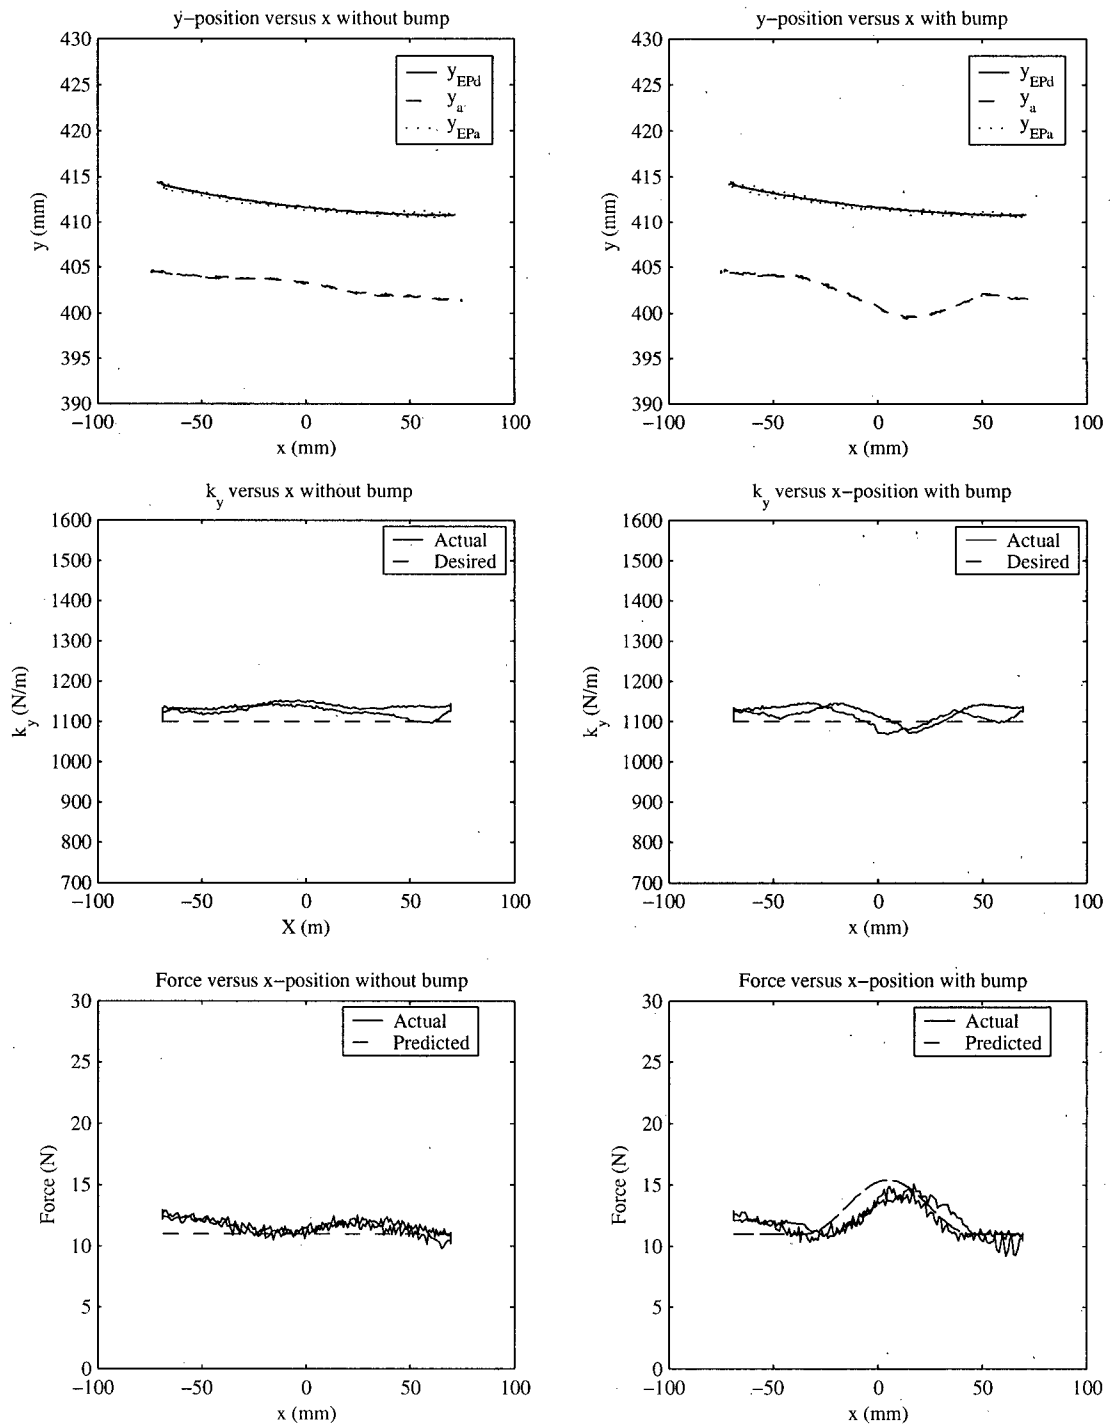 y−position versus x without bump
430
425
420
415
410
405
400
395
390
y (mm)
y_EPd
y_a
y_EPa
−100 −50 0 50 100
x (mm)
y−position versus x with bump
430
425
420
415
410
405
400
395
390
y (mm)
y_EPd
y_a
y_EPa
−100 −50 0 50 100
x (mm)
k_y versus x without bump
1600
1500
1400
1300
1200
1100
1000
900
800
700
k_y (N/m)
Actual
Desired
−100 −50 0 50 100
X (m)
k_y versus x−position with bump
1600
1500
1400
1300
1200
1100
1000
900
800
700
k_y (N/m)
Actual
Desired
−100 −50 0 50 100
x (mm)
Force versus x−position without bump
30
25
20
15
10
5
0
Force (N)
Actual
Predicted
−100 −50 0 50 100
x (mm)
Force versus x−position with bump
30
25
20
15
10
5
0
Force (N)
Actual
Predicted
−100 −50 0 50 100
x (mm)